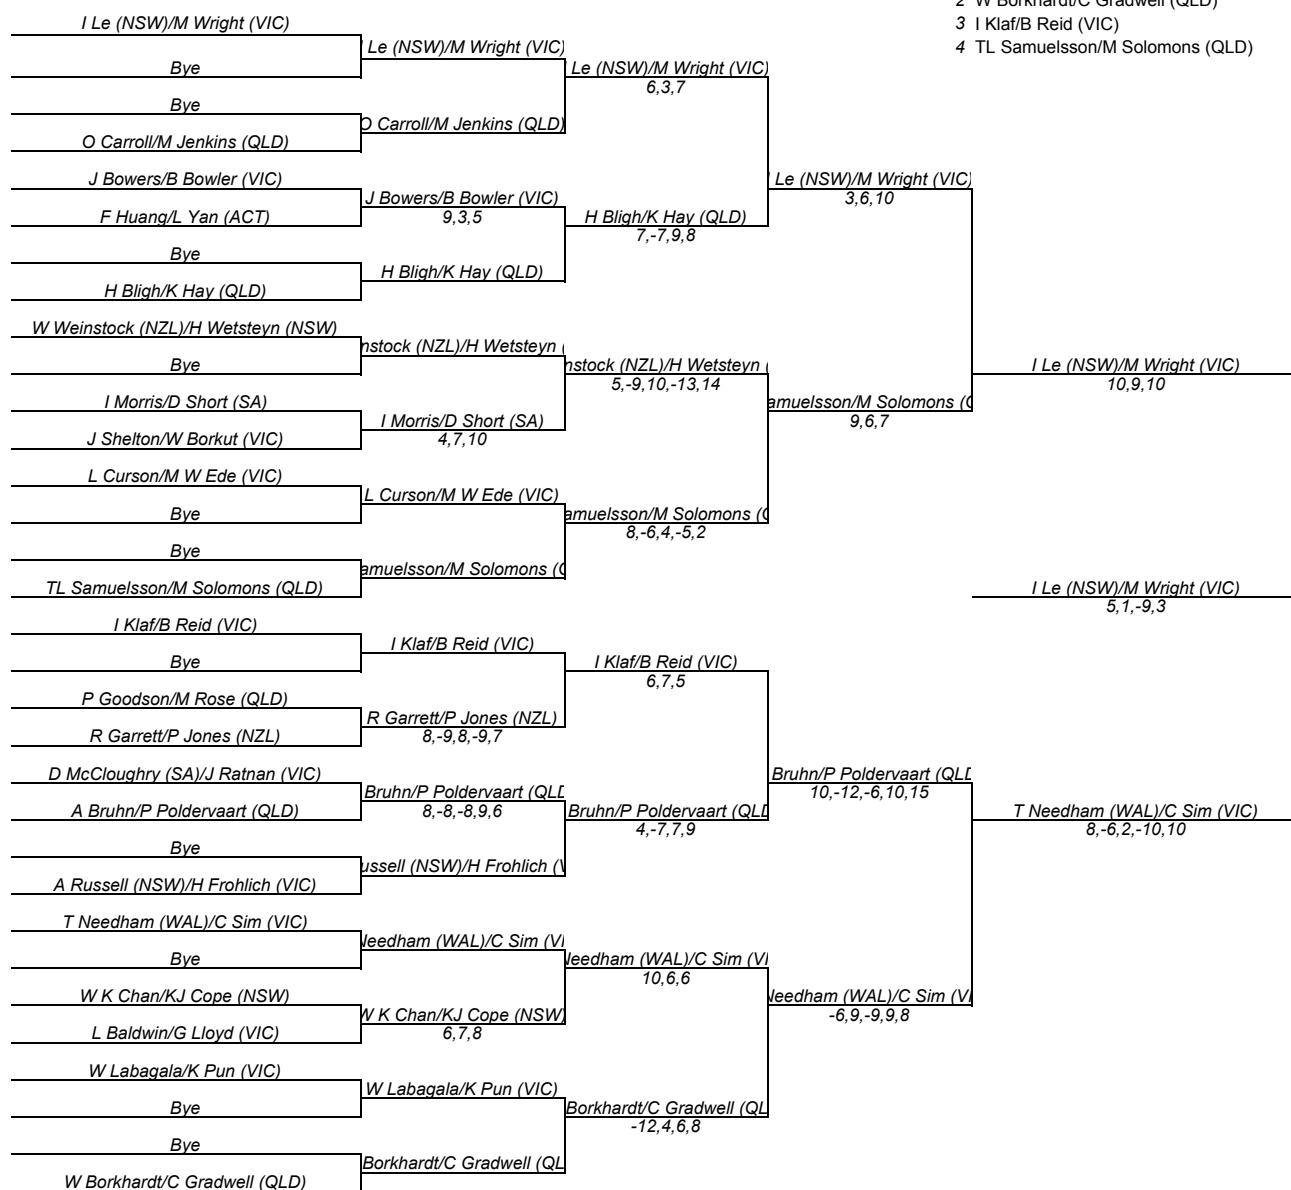 2 W Borkhardt/C Gradwell (QLD)
3 I Klaf/B Reid (VIC)
4 TL Samuelsson/M Solomons (QLD)
I Le (NSW)/M Wright (VIC)
Bye
Bye
O Carroll/M Jenkins (QLD)
J Bowers/B Bowler (VIC)
F Huang/L Yan (ACT)
Bye
H Bligh/K Hay (QLD)
W Weinstock (NZL)/H Wetsteyn (NSW)
Bye
I Morris/D Short (SA)
J Shelton/W Borkut (VIC)
L Curson/M W Ede (VIC)
Bye
Bye
TL Samuelsson/M Solomons (QLD)
I Klaf/B Reid (VIC)
Bye
P Goodson/M Rose (QLD)
R Garrett/P Jones (NZL)
D McCloughry (SA)/J Ratnan (VIC)
A Bruhn/P Poldervaart (QLD)
Bye
A Russell (NSW)/H Frohlich (VIC)
T Needham (WAL)/C Sim (VIC)
Bye
W K Chan/KJ Cope (NSW)
L Baldwin/G Lloyd (VIC)
W Labagala/K Pun (VIC)
Bye
Bye
W Borkhardt/C Gradwell (QLD)
I Le (NSW)/M Wright (VIC)
O Carroll/M Jenkins (QLD)
J Bowers/B Bowler (VIC)
9,3,5
H Bligh/K Hay (QLD)
nstock (NZL)/H Wetsteyn (
I Morris/D Short (SA)
4,7,10
L Curson/M W Ede (VIC)
amuelsson/M Solomons (Q
I Klaf/B Reid (VIC)
R Garrett/P Jones (NZL)
8,-9,8,-9,7
Bruhn/P Poldervaart (QLD
8,-8,-8,9,6
ussell (NSW)/H Frohlich (V
Needham (WAL)/C Sim (VI
W K Chan/KJ Cope (NSW)
6,7,8
W Labagala/K Pun (VIC)
Borkhardt/C Gradwell (QL
Le (NSW)/M Wright (VIC)
6,3,7
H Bligh/K Hay (QLD)
7,-7,9,8
nstock (NZL)/H Wetsteyn (
5,-9,10,-13,14
amuelsson/M Solomons (Q
8,-6,4,-5,2
I Klaf/B Reid (VIC)
6,7,5
Bruhn/P Poldervaart (QLD
4,-7,7,9
Needham (WAL)/C Sim (VI
10,6,6
Borkhardt/C Gradwell (QL
-12,4,6,8
I Le (NSW)/M Wright (VIC)
3,6,10
amuelsson/M Solomons (Q
9,6,7
Bruhn/P Poldervaart (QLD
10,-12,-6,10,15
Needham (WAL)/C Sim (VI
-6,9,-9,9,8
I Le (NSW)/M Wright (VIC)
10,9,10
T Needham (WAL)/C Sim (VIC)
8,-6,2,-10,10
I Le (NSW)/M Wright (VIC)
5,1,-9,3